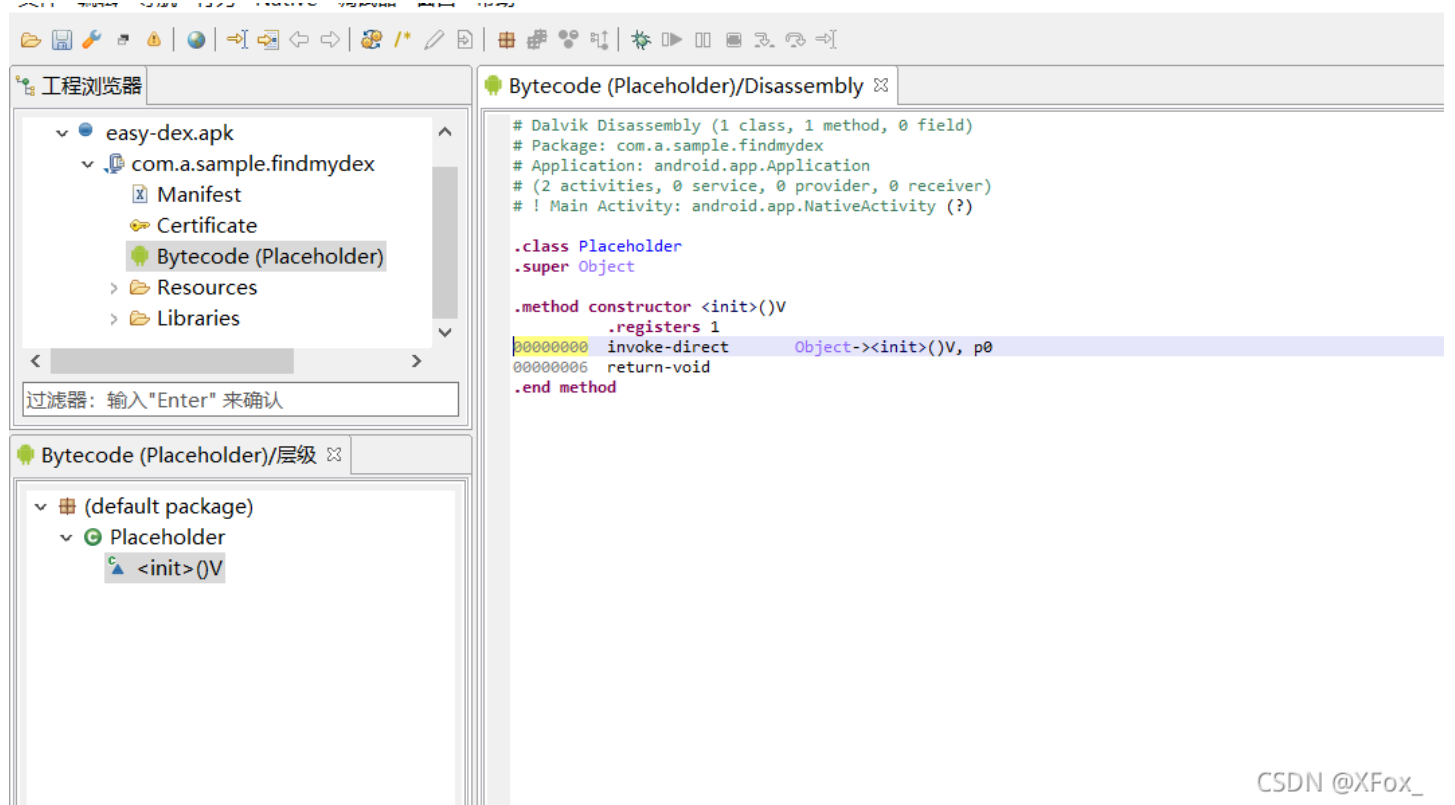 工程浏览器
easy-dex.apk
com.a.sample.findmydex
Manifest
Certificate
Bytecode (Placeholder)
Resources
Libraries
过滤器：输入"Enter" 来确认
Bytecode (Placeholder)/层级
(default package)
Placeholder
<init>()V
Bytecode (Placeholder)/Disassembly
# Dalvik Disassembly (1 class, 1 method, 0 field)
# Package: com.a.sample.findmydex
# Application: android.app.Application
# (2 activities, 0 service, 0 provider, 0 receiver)
# ! Main Activity: android.app.NativeActivity (?)
.class Placeholder
.super Object
.method constructor <init>()V
.registers 1
00000000 invoke-direct Object-><init>()V, p0
00000006 return-void
.end method
CSDN @XFox_